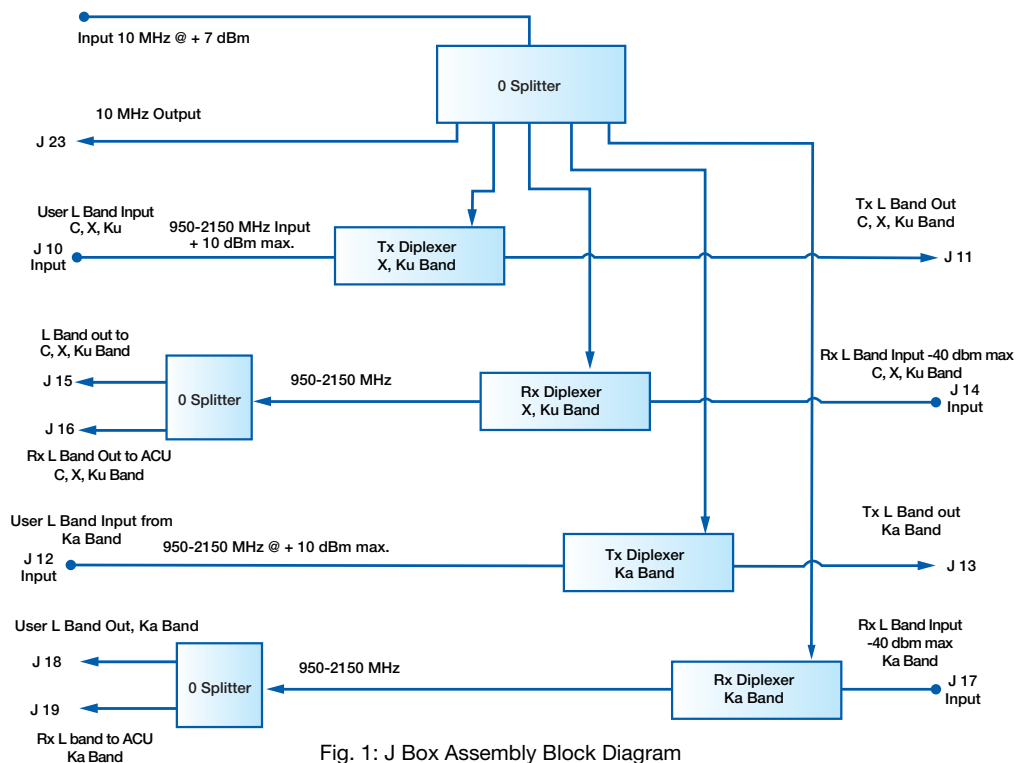 Input 10 MHz @ + 7 dBm
0 Splitter
10 MHz Output
J 23
User L Band Input
C, X, Ku
J 10
Input
950-2150 MHz Input
+ 10 dBm max.
Tx Diplexer
X, Ku Band
Tx L Band Out
C, X, Ku Band
J 11
L Band out to
C, X, Ku Band
J 15
0 Splitter
J 16
Rx L Band Out to ACU
C, X, Ku Band
950-2150 MHz
Rx Diplexer
X, Ku Band
Rx L Band Input -40 dbm max
C, X, Ku Band
J 14
Input
User L Band Input from
Ka Band
J 12
Input
950-2150 MHz @ + 10 dBm max.
Tx Diplexer
Ka Band
Tx L Band out
Ka Band
J 13
User L Band Out, Ka Band
J 18
0 Splitter
J 19
Rx L band to ACU
Ka Band
950-2150 MHz
Rx Diplexer
Ka Band
Rx L Band Input
-40 dbm max
Ka Band
J 17
Input
Fig. 1: J Box Assembly Block Diagram